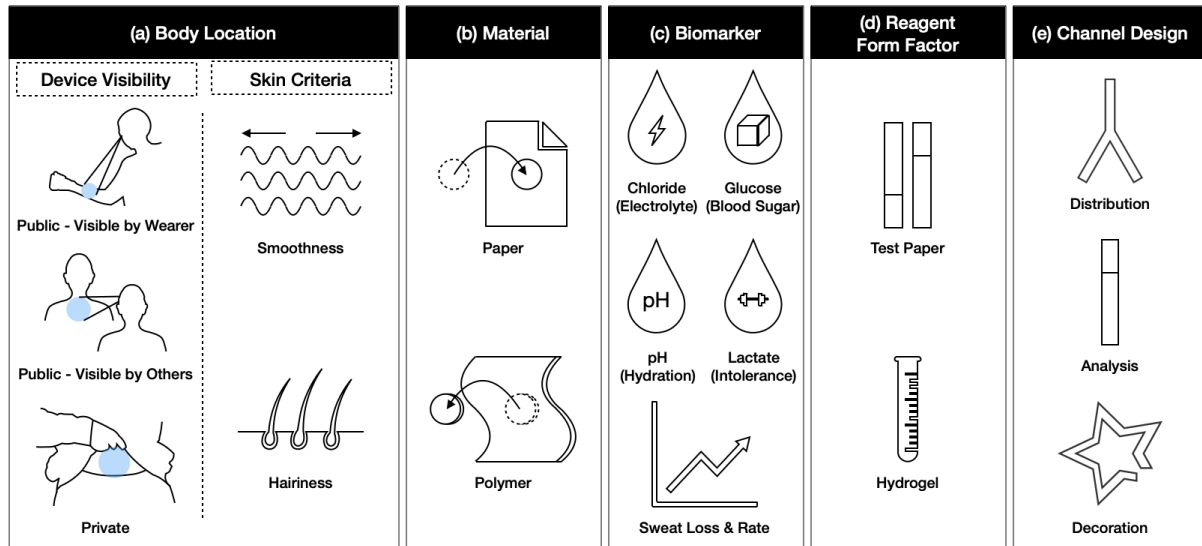 (a) Body Location
Device Visibility
Skin Criteria
Public - Visible by Wearer
Public - Visible by Others
Private
Smoothness
Hairiness
(b) Material
Paper
Polymer
(c) Biomarker
Chloride
(Electrolyte)
Glucose
(Blood Sugar)
pH
pH
(Hydration)
Lactate
(Intolerance)
Sweat Loss & Rate
(d) Reagent
Form Factor
Test Paper
Hydrogel
(e) Channel Design
Distribution
Analysis
Decoration